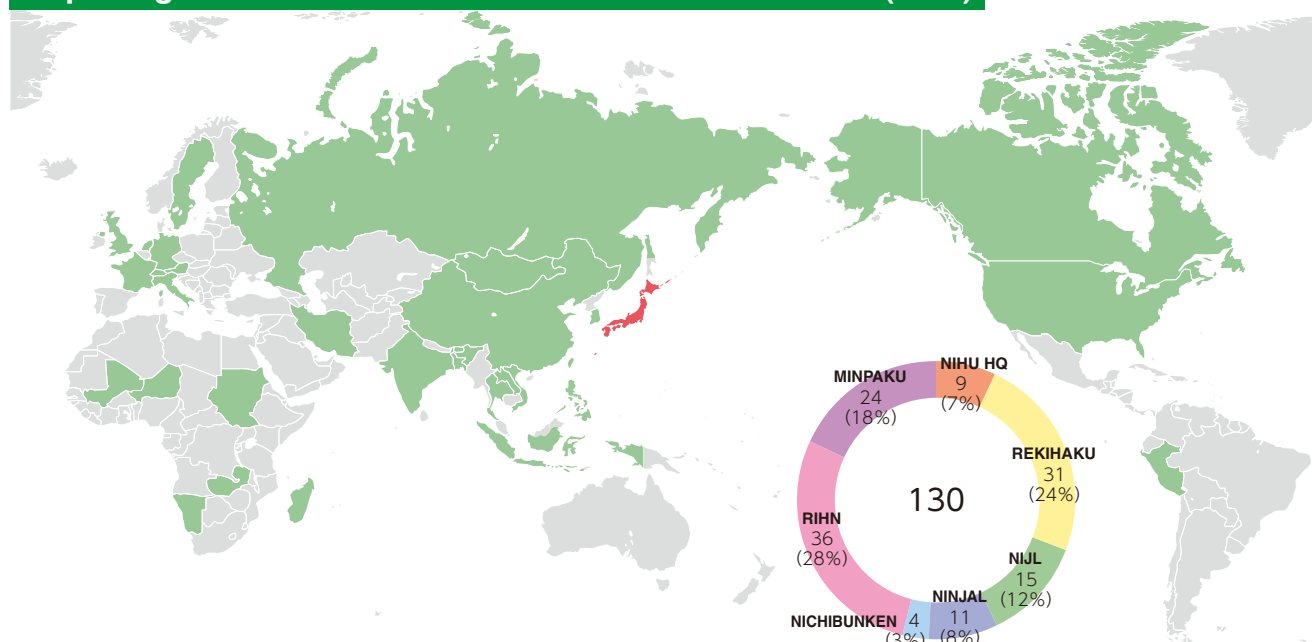 NIHU HQ
9
(7%)
REKIHAKU
31
(24%)
NIJL
15
(12%)
NINJAL
11
(8%)
NICHIBUNKEN
4
(3%)
RIHN
36
(28%)
MINPAKU
24
(18%)
130